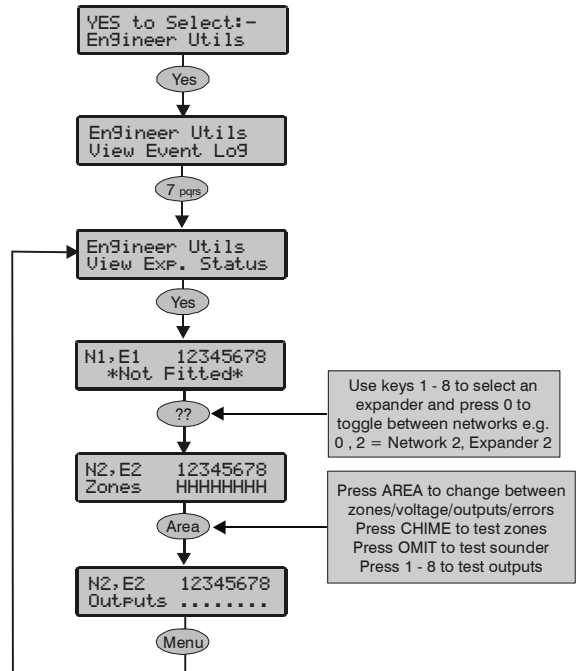 YES to Select:-
Engineer Utils
Yes
Engineer Utils
View Event Log
7 pqrs
Engineer Utils
View Exp. Status
Yes
N1,E1 12345678
*Not Fitted*
??
Use keys 1 - 8 to select an
expander and press 0 to
toggle between networks e.g.
0 , 2 = Network 2, Expander 2
N2,E2 12345678
Zones HHHHHHHH
Area
Press AREA to change between
zones/voltage/outputs/errors
Press CHIME to test zones
Press OMIT to test sounder
Press 1 - 8 to test outputs
N2,E2 12345678
Outputs ........
Menu